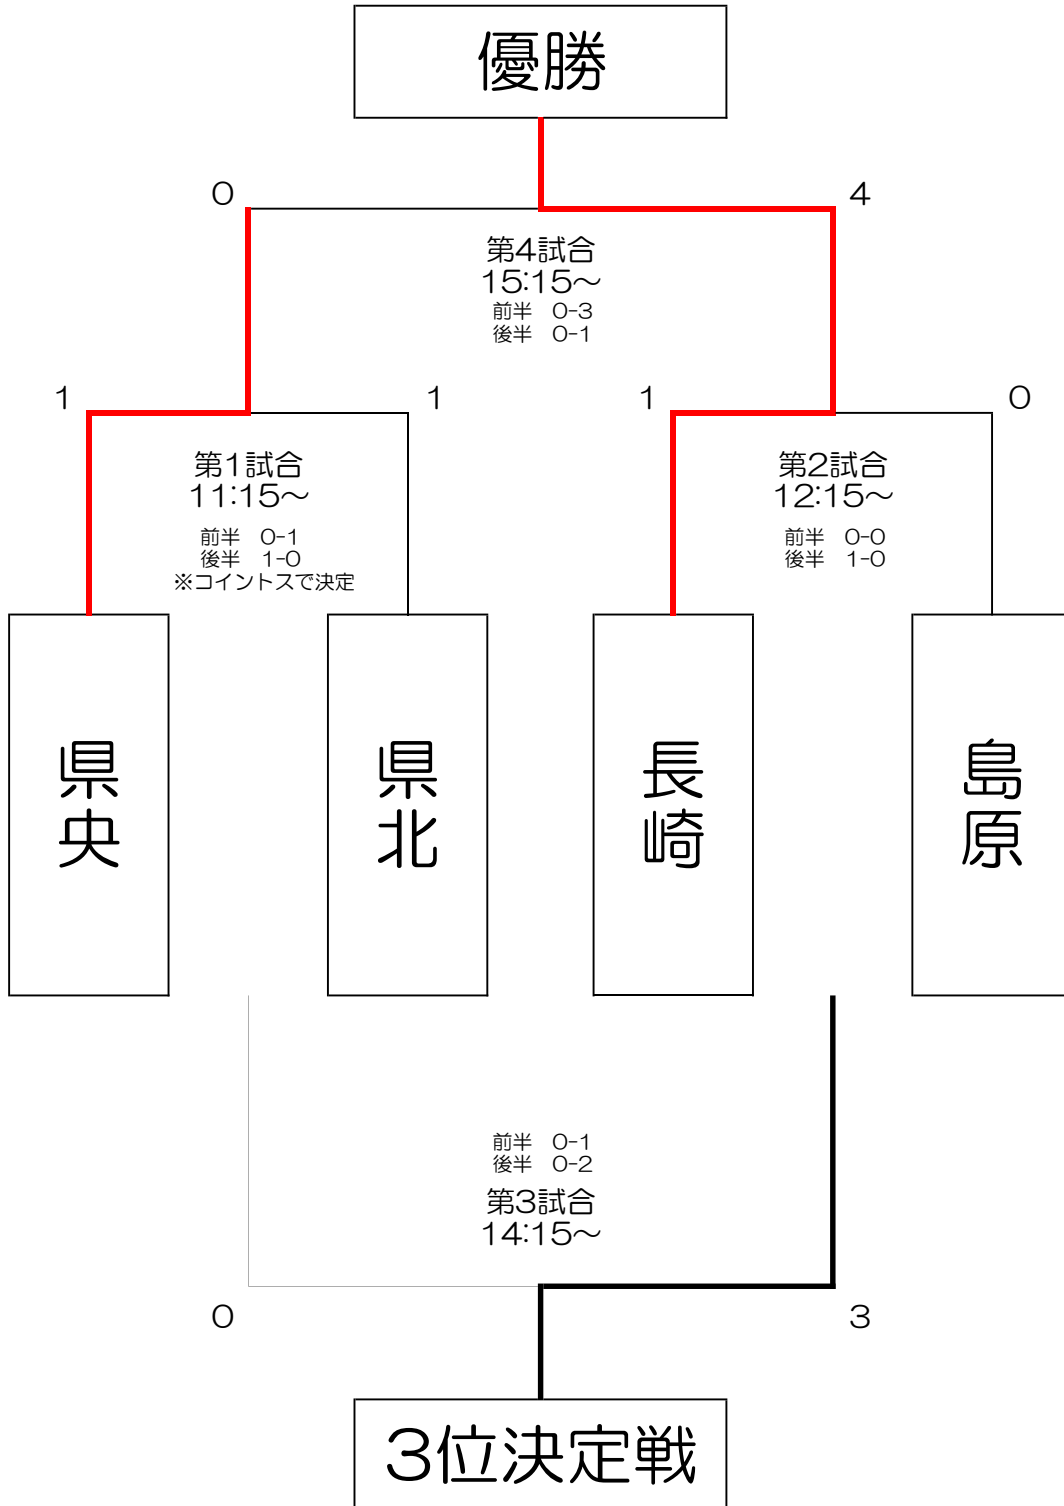 優勝
0
4
第4試合
15:15～
前半　0-3
後半　0-1
1
1
1
0
第1試合
11:15～
前半　0-1
後半　1-0
※コイントスで決定
第2試合
12:15～
前半　0-0
後半　1-0
県央
県北
長崎
島原
前半　0-1
後半　0-2
第3試合
14:15～
0
3
3位決定戦